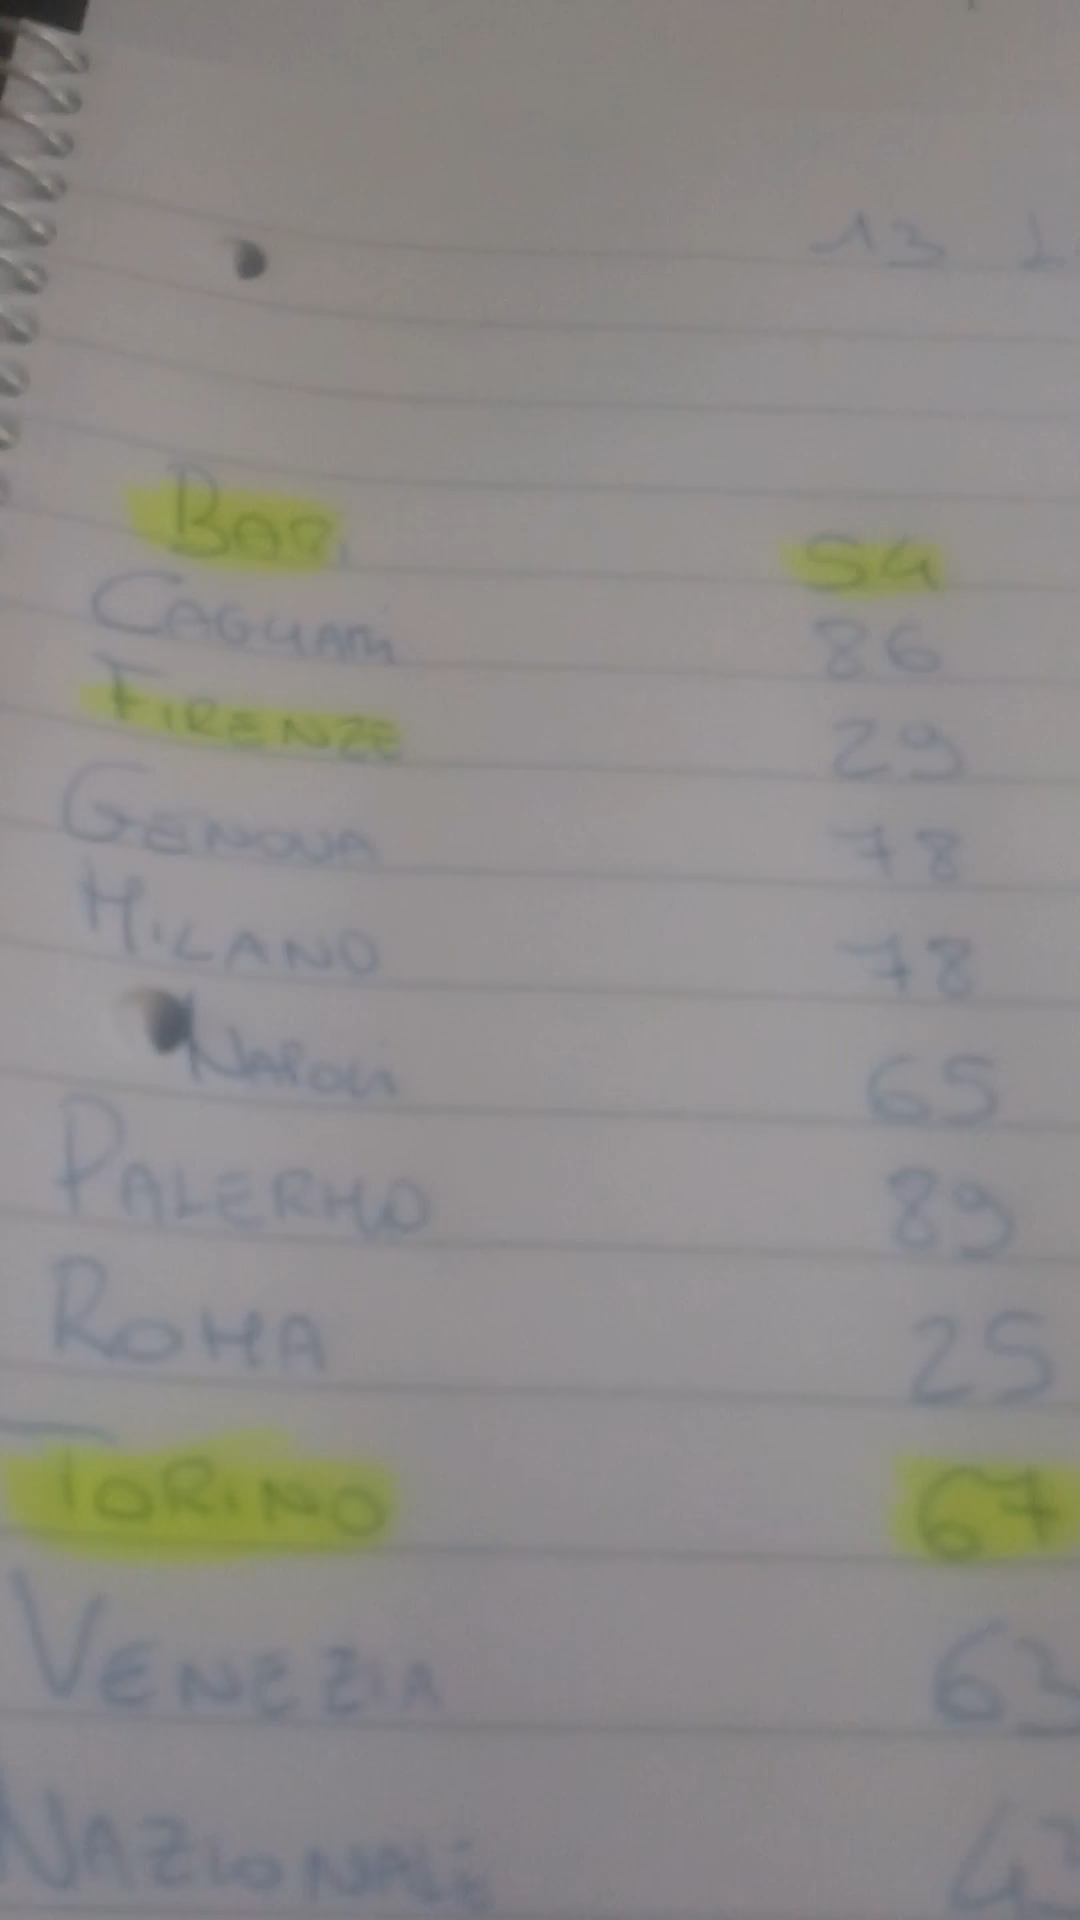 13
Bari 54
Cagliari 86
Firenze 29
Genova 78
Milano 78
Napoli 65
Palermo 89
Roma 25
Torino 67
Venezia 63
Nazionale